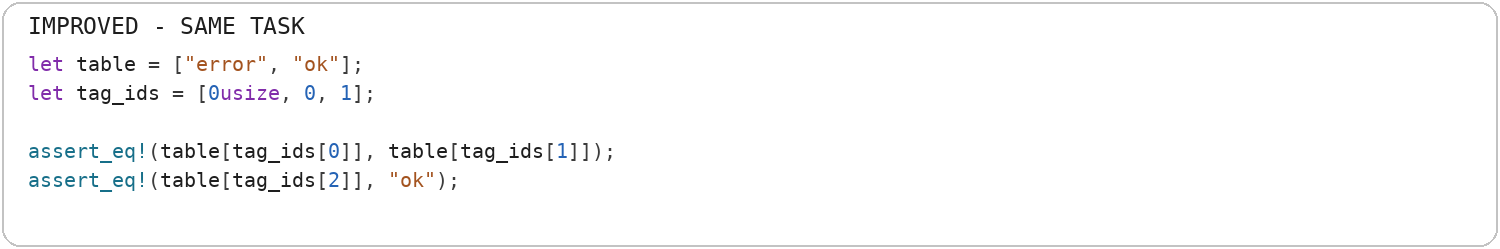 IMPROVED - SAME TASK
let table = ["error", "ok"];
let tag_ids = [0usize, 0, 1];
assert_eq!(table[tag_ids[0]], table[tag_ids[1]]);
assert_eq!(table[tag_ids[2]], "ok");